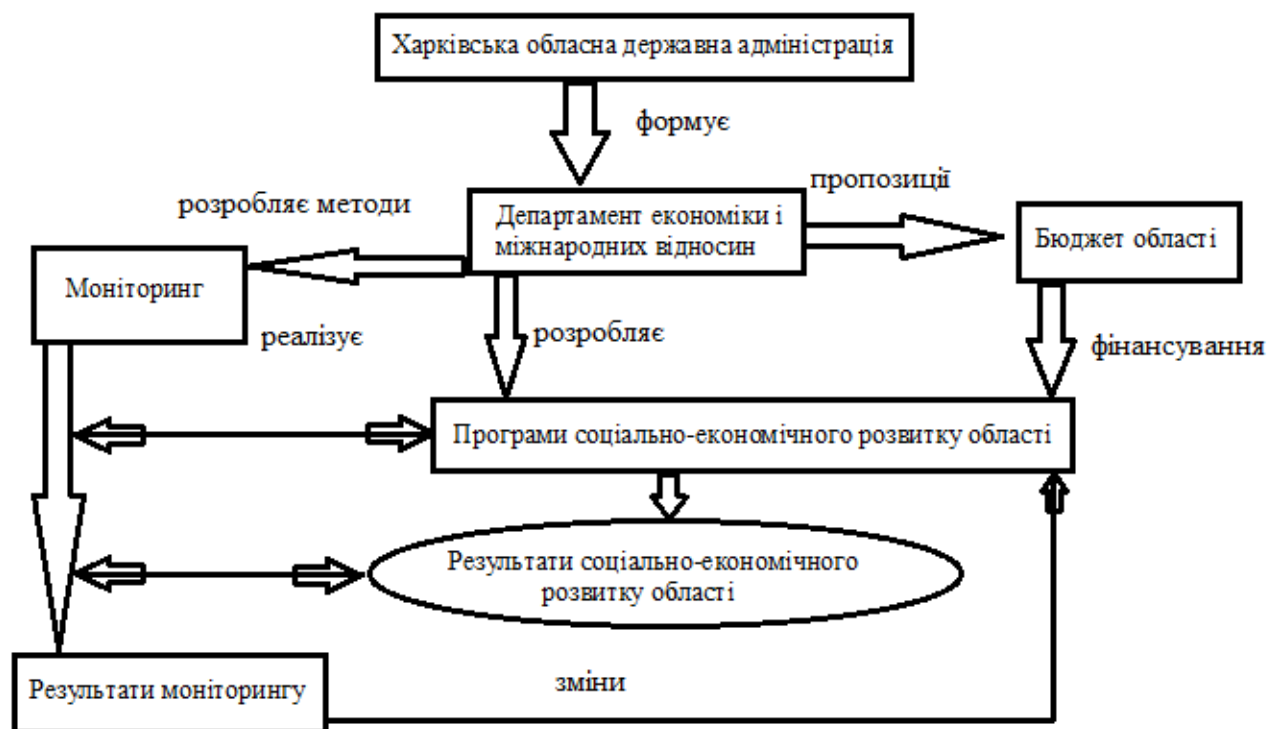 Харківська обласна державна адміністрація
формує
пропозиції
розробляє методи
Департамент економіки і
міжнародних відносин
Бюджет області
Моніторинг
реалізує
розробляє
фінансування
Програми соціально-економічного розвитку області
Результати соціально-економічного
розвитку області
Результати моніторингу
зміни